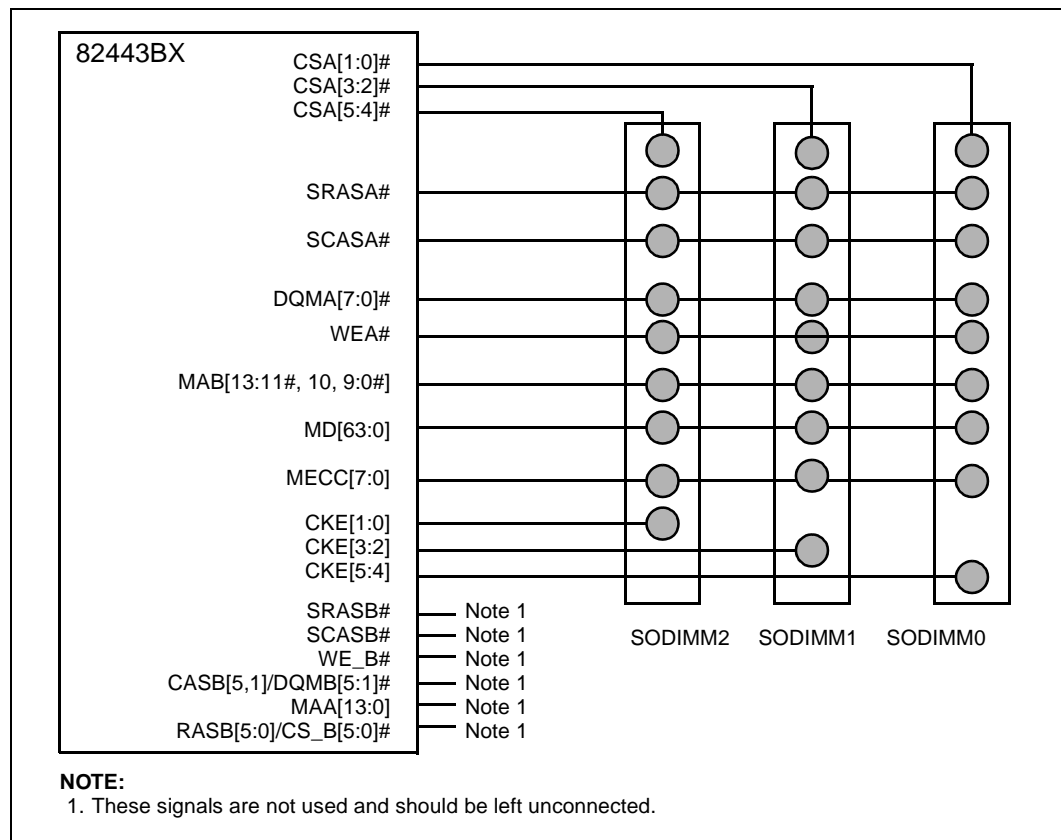 82443BX
CSA[1:0]#
CSA[3:2]#
CSA[5:4]#
SRASA#
SCASA#
DQMA[7:0]#
WEA#
MAB[13:11#, 10, 9:0#]
MD[63:0]
MECC[7:0]
CKE[1:0]
CKE[3:2]
CKE[5:4]
SRASB# Note 1
SCASB# Note 1
WE_B# Note 1
CASB[5,1]/DQMB[5:1]# Note 1
MAA[13:0] Note 1
RASB[5:0]/CS_B[5:0]# Note 1
SODIMM2 SODIMM1 SODIMM0
NOTE:
1. These signals are not used and should be left unconnected.